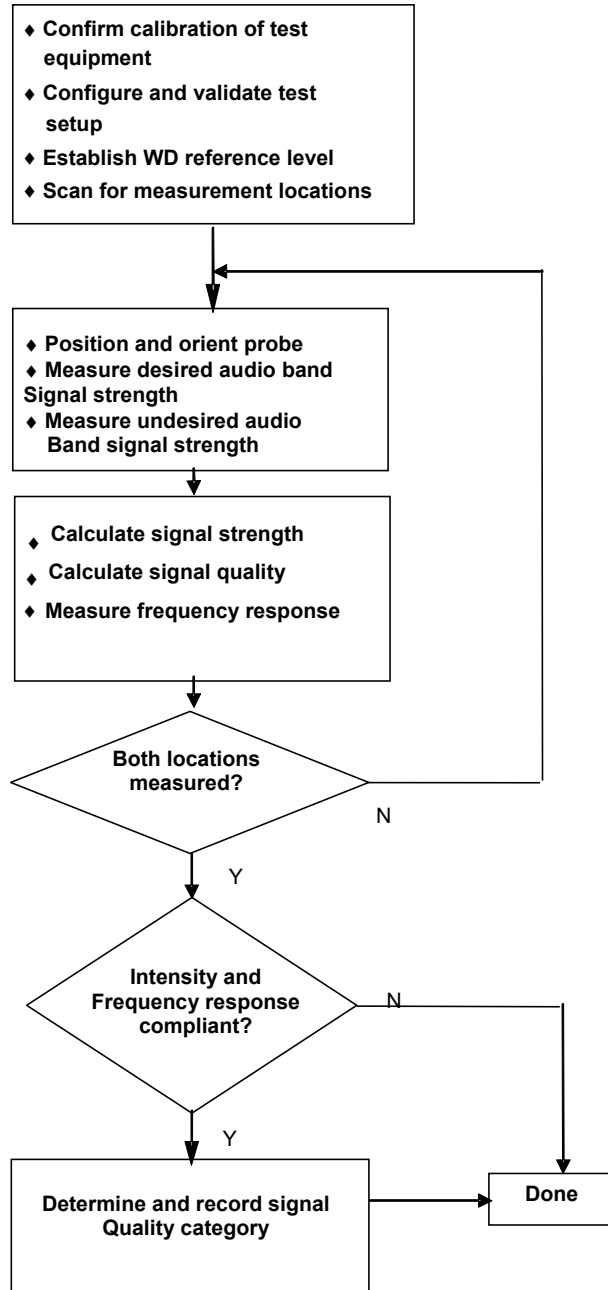 ♦ Confirm calibration of test
equipment
♦ Configure and validate test
setup
♦ Establish WD reference level
♦ Scan for measurement locations
♦ Position and orient probe
♦ Measure desired audio band
Signal strength
♦ Measure undesired audio
Band signal strength
♦ Calculate signal strength
♦ Calculate signal quality
♦ Measure frequency response
Both locations
measured?
N
Y
Intensity and
Frequency response
compliant?
N
Y
Determine and record signal
Quality category
Done